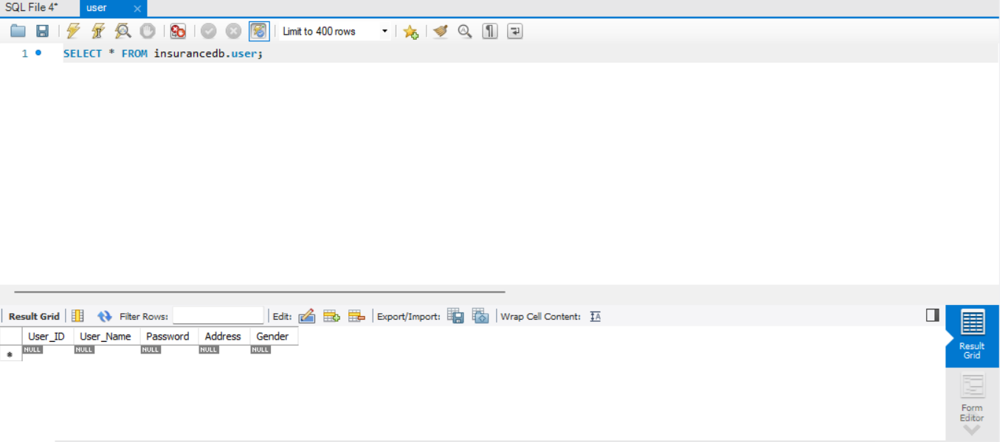 SQL File 4* user
Limit to 400 rows
1 SELECT * FROM insurancedb.user;
Result Grid Filter Rows: Edit: Export/Import: Wrap Cell Content:
User_ID User_Name Password Address Gender
* NULL NULL NULL NULL NULL
Result
Grid
Form
Editor